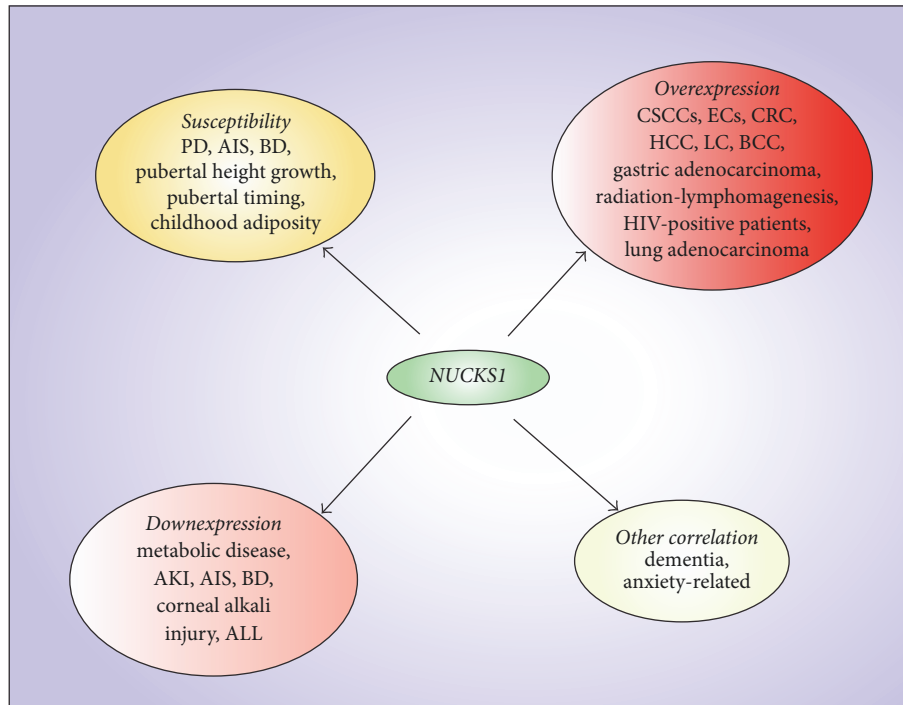 Susceptibility
PD, AIS, BD,
pubertal height growth,
pubertal timing,
childhood adiposity
Overexpression
CSCCs, ECs, CRC,
HCC, LC, BCC,
gastric adenocarcinoma,
radiation-lymphomagenesis,
HIV-positive patients,
lung adenocarcinoma
NUCKS1
Downexpression
metabolic disease,
AKI, AIS, BD,
corneal alkali
injury, ALL
Other correlation
dementia,
anxiety-related